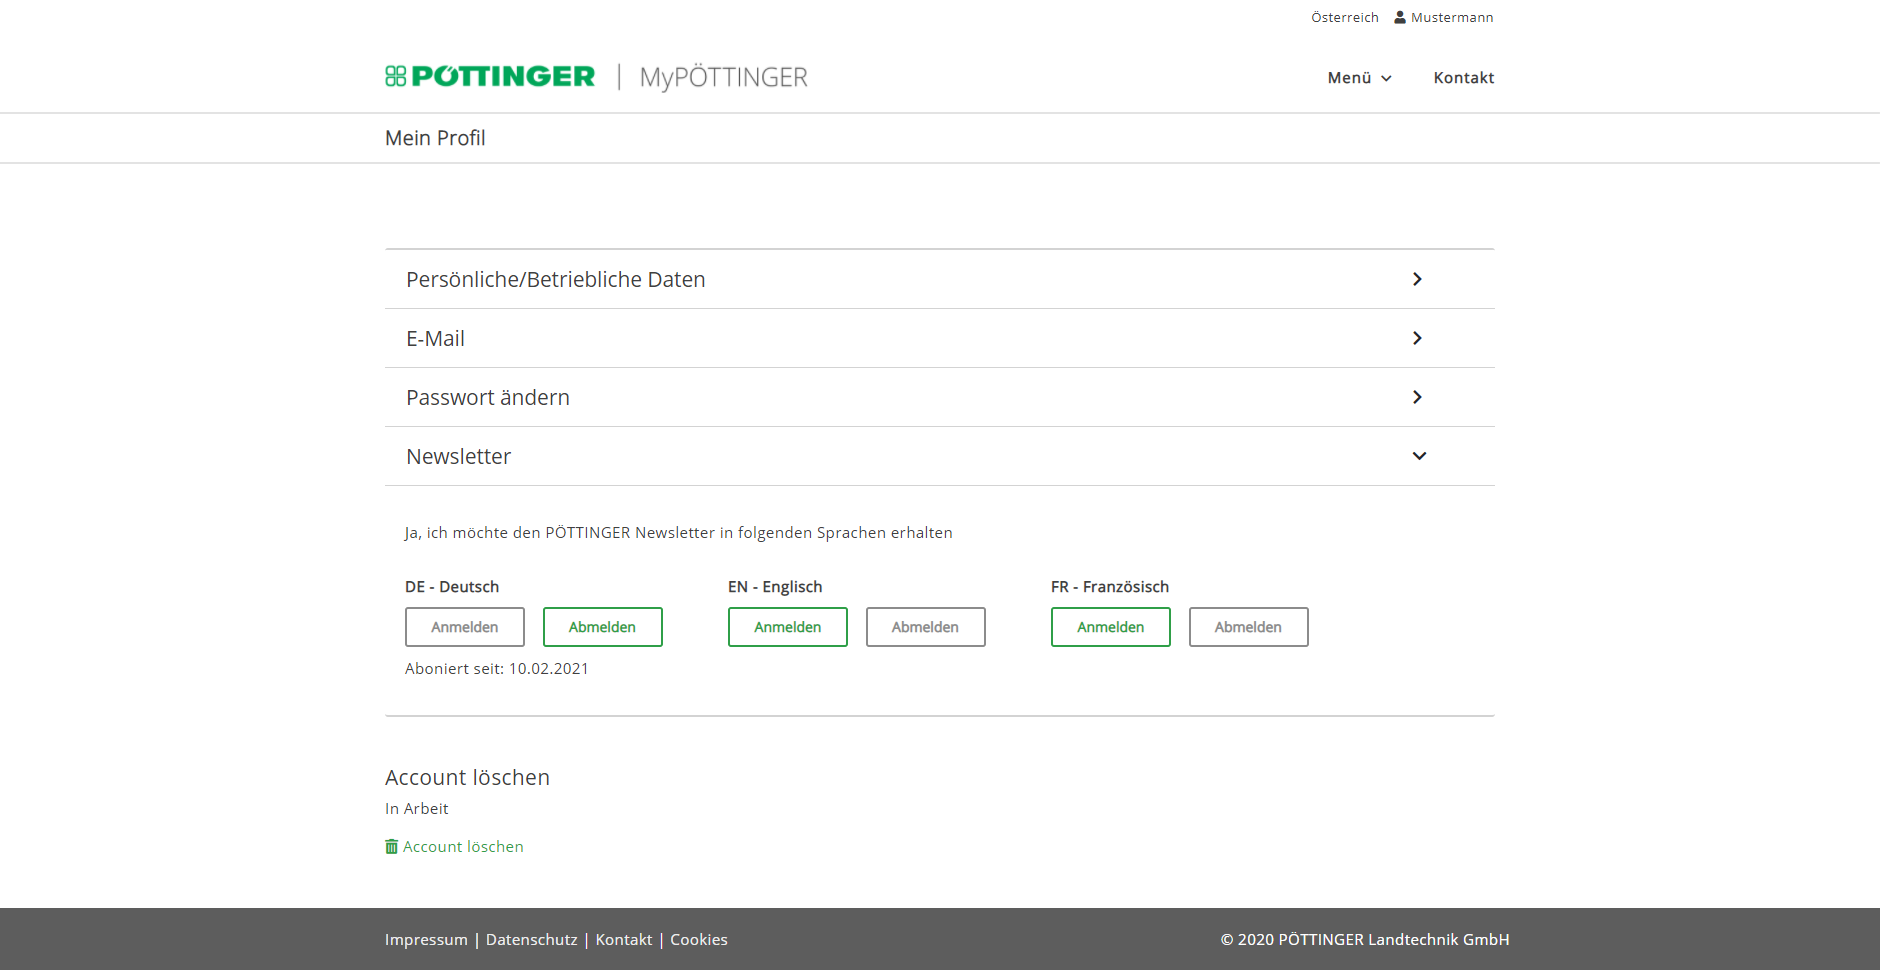 Österreich Mustermann
PÖTTINGER | MyPÖTTINGER
Menü Kontakt
Mein Profil
Persönliche/Betriebliche Daten
E-Mail
Passwort ändern
Newsletter
Ja, ich möchte den PÖTTINGER Newsletter in folgenden Sprachen erhalten
DE - Deutsch EN - Englisch FR - Französisch
Anmelden Abmelden Anmelden Abmelden Anmelden Abmelden
Aboniert seit: 10.02.2021
Account löschen
In Arbeit
Account löschen
Impressum | Datenschutz | Kontakt | Cookies © 2020 PÖTTINGER Landtechnik GmbH